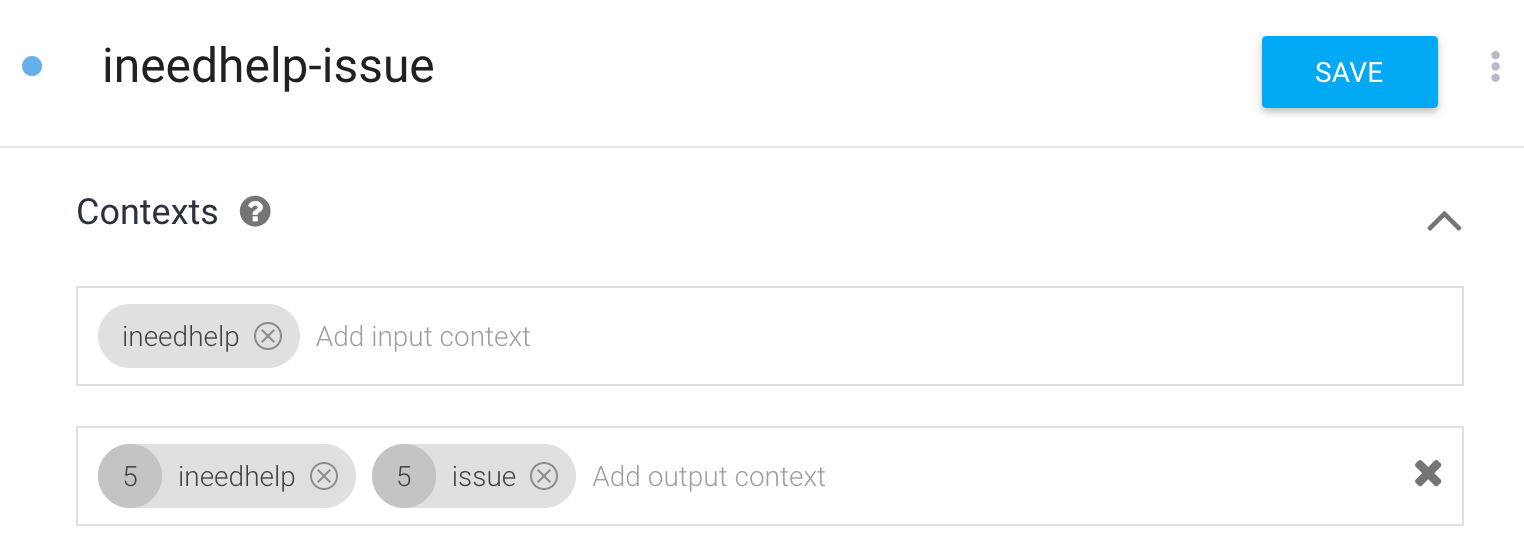 ineedhelp-issue SAVE
Contexts ?
ineedhelp Add input context
5 ineedhelp 5 issue Add output context